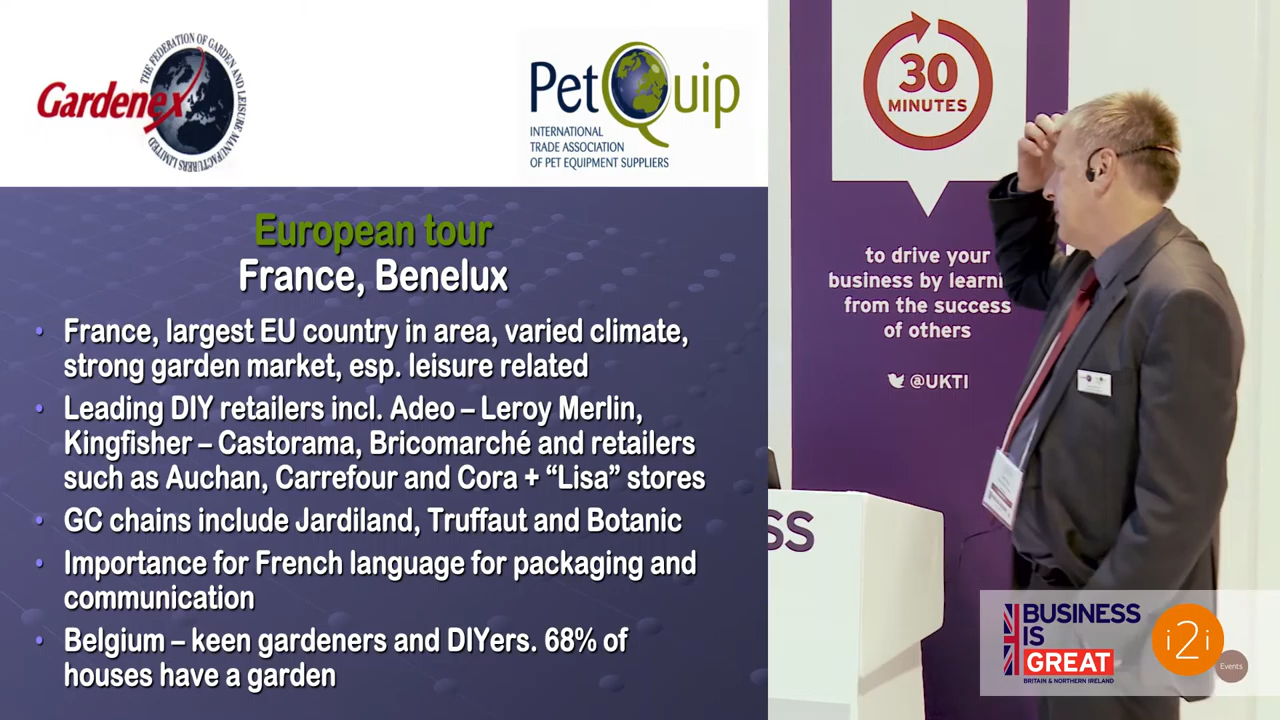 Gardenex
THE FEDERATION OF GARDEN AND LEISURE MANUFACTURERS LIMITED
PetQuip
INTERNATIONAL
TRADE ASSOCIATION
OF PET EQUIPMENT SUPPLIERS
European tour
France, Benelux
• France, largest EU country in area, varied climate,
strong garden market, esp. leisure related
• Leading DIY retailers incl. Adeo – Leroy Merlin,
Kingfisher – Castorama, Bricomarché and retailers
such as Auchan, Carrefour and Cora + “Lisa” stores
• GC chains include Jardiland, Truffaut and Botanic
• Importance for French language for packaging and
communication
• Belgium – keen gardeners and DIYers. 68% of
houses have a garden
30
MINUTES
to drive your
business by learni
from the success
of others
@UKTI
SS
BUSINESS
IS
GREAT
BRITAIN & NORTHERN IRELAND
i2i
Events